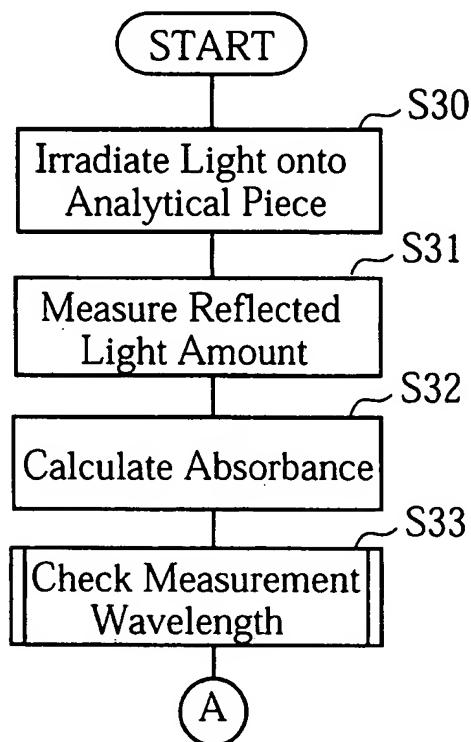 START
S30
Irradiate Light onto
Analytical Piece
S31
Measure Reflected
Light Amount
S32
Calculate Absorbance
S33
Check Measurement
Wavelength
A